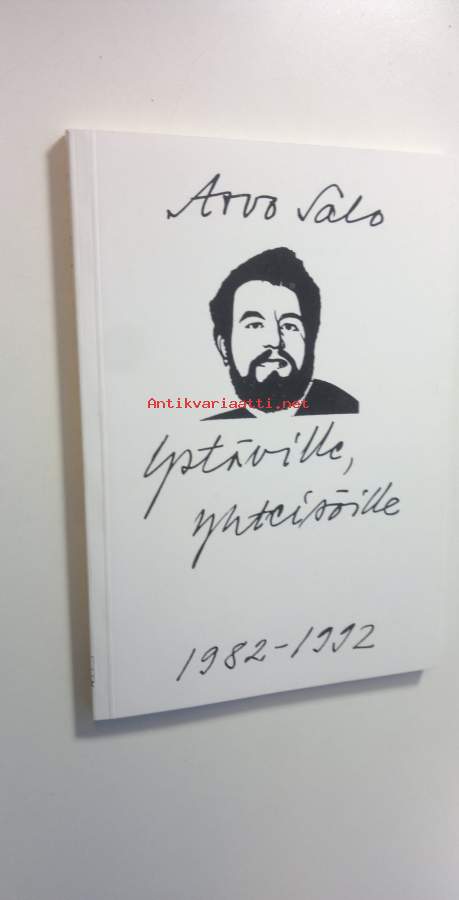 Arvo Salo
Antikvariaatti.net
Ystäville,
yhteisöille
1982-1992